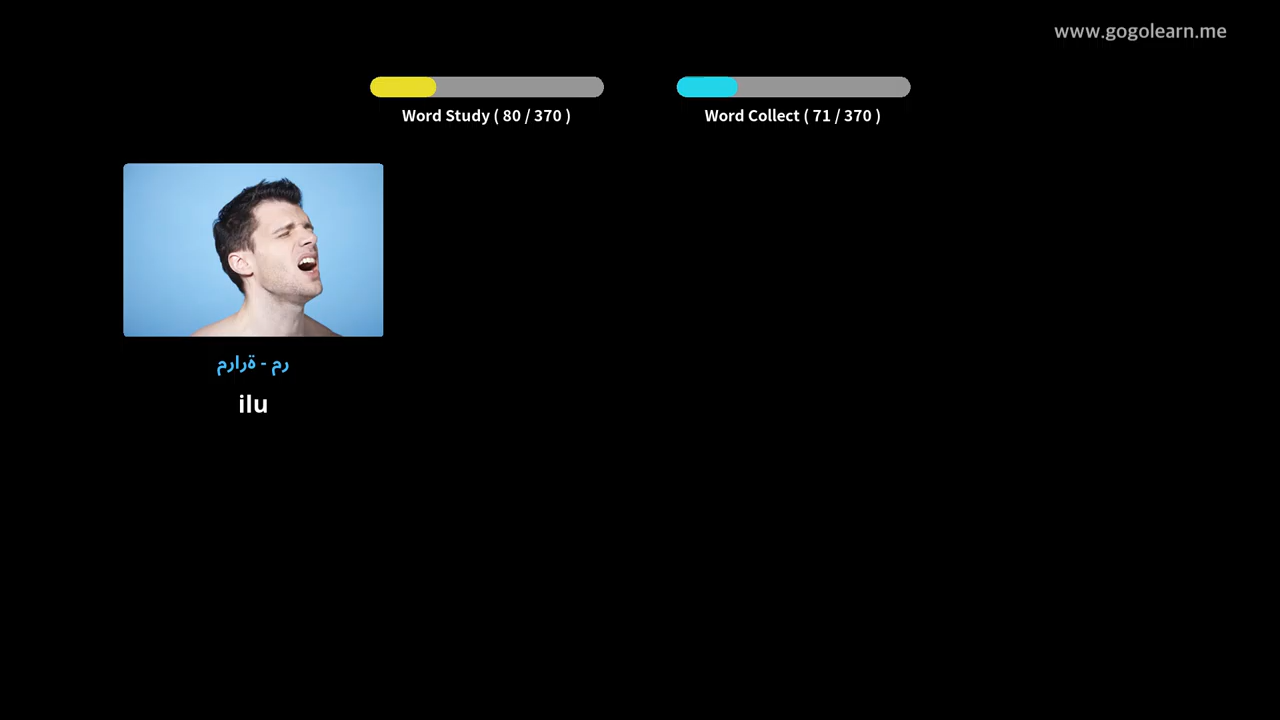 www.gogolearn.me
Word Study ( 80 / 370 )
Word Collect ( 71 / 370 )
مرارة - مر
ilu